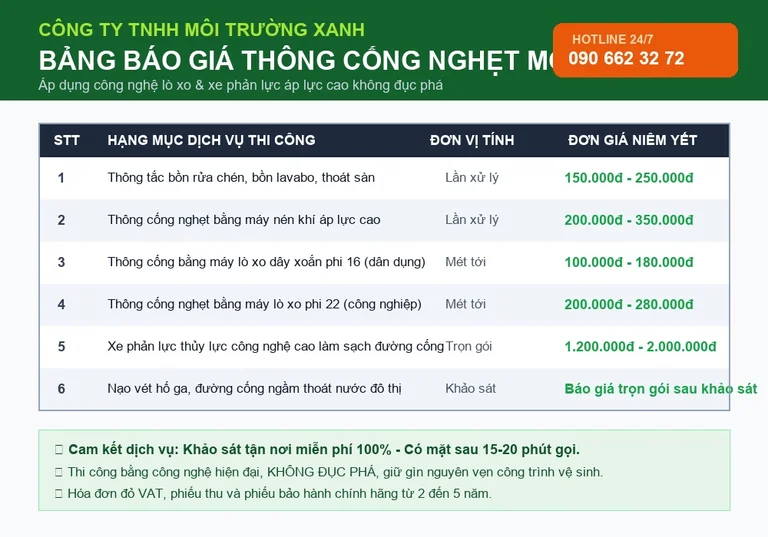 CÔNG TY TNHH MÔI TRƯỜNG XANH
BẢNG BÁO GIÁ THÔNG CỐNG NGHẸT
HOTLINE 24/7
090 662 32 72
Áp dụng công nghệ lò xo & xe phản lực áp lực cao không đục phá
STT HẠNG MỤC DỊCH VỤ THI CÔNG ĐƠN VỊ TÍNH ĐƠN GIÁ NIÊM YẾT
1 Thông tắc bồn rửa chén, bồn lavabo, thoát sàn Lần xử lý 150.000đ - 250.000đ
2 Thông cống nghẹt bằng máy nén khí áp lực cao Lần xử lý 200.000đ - 350.000đ
3 Thông cống bằng máy lò xo dây xoắn phi 16 (dân dụng) Mét tới 100.000đ - 180.000đ
4 Thông cống nghẹt bằng máy lò xo phi 22 (công nghiệp) Mét tới 200.000đ - 280.000đ
5 Xe phản lực thủy lực công nghệ cao làm sạch đường cống Trọn gói 1.200.000đ - 2.000.000đ
6 Nạo vét hố ga, đường cống ngầm thoát nước đô thị Khảo sát Báo giá trọn gói sau khảo sát
Cam kết dịch vụ: Khảo sát tận nơi miễn phí 100% - Có mặt sau 15-20 phút gọi.
Thi công bằng công nghệ hiện đại, KHÔNG ĐỤC PHÁ, giữ gìn nguyên vẹn công trình vệ sinh.
Hóa đơn đỏ VAT, phiếu thu và phiếu bảo hành chính hãng từ 2 đến 5 năm.